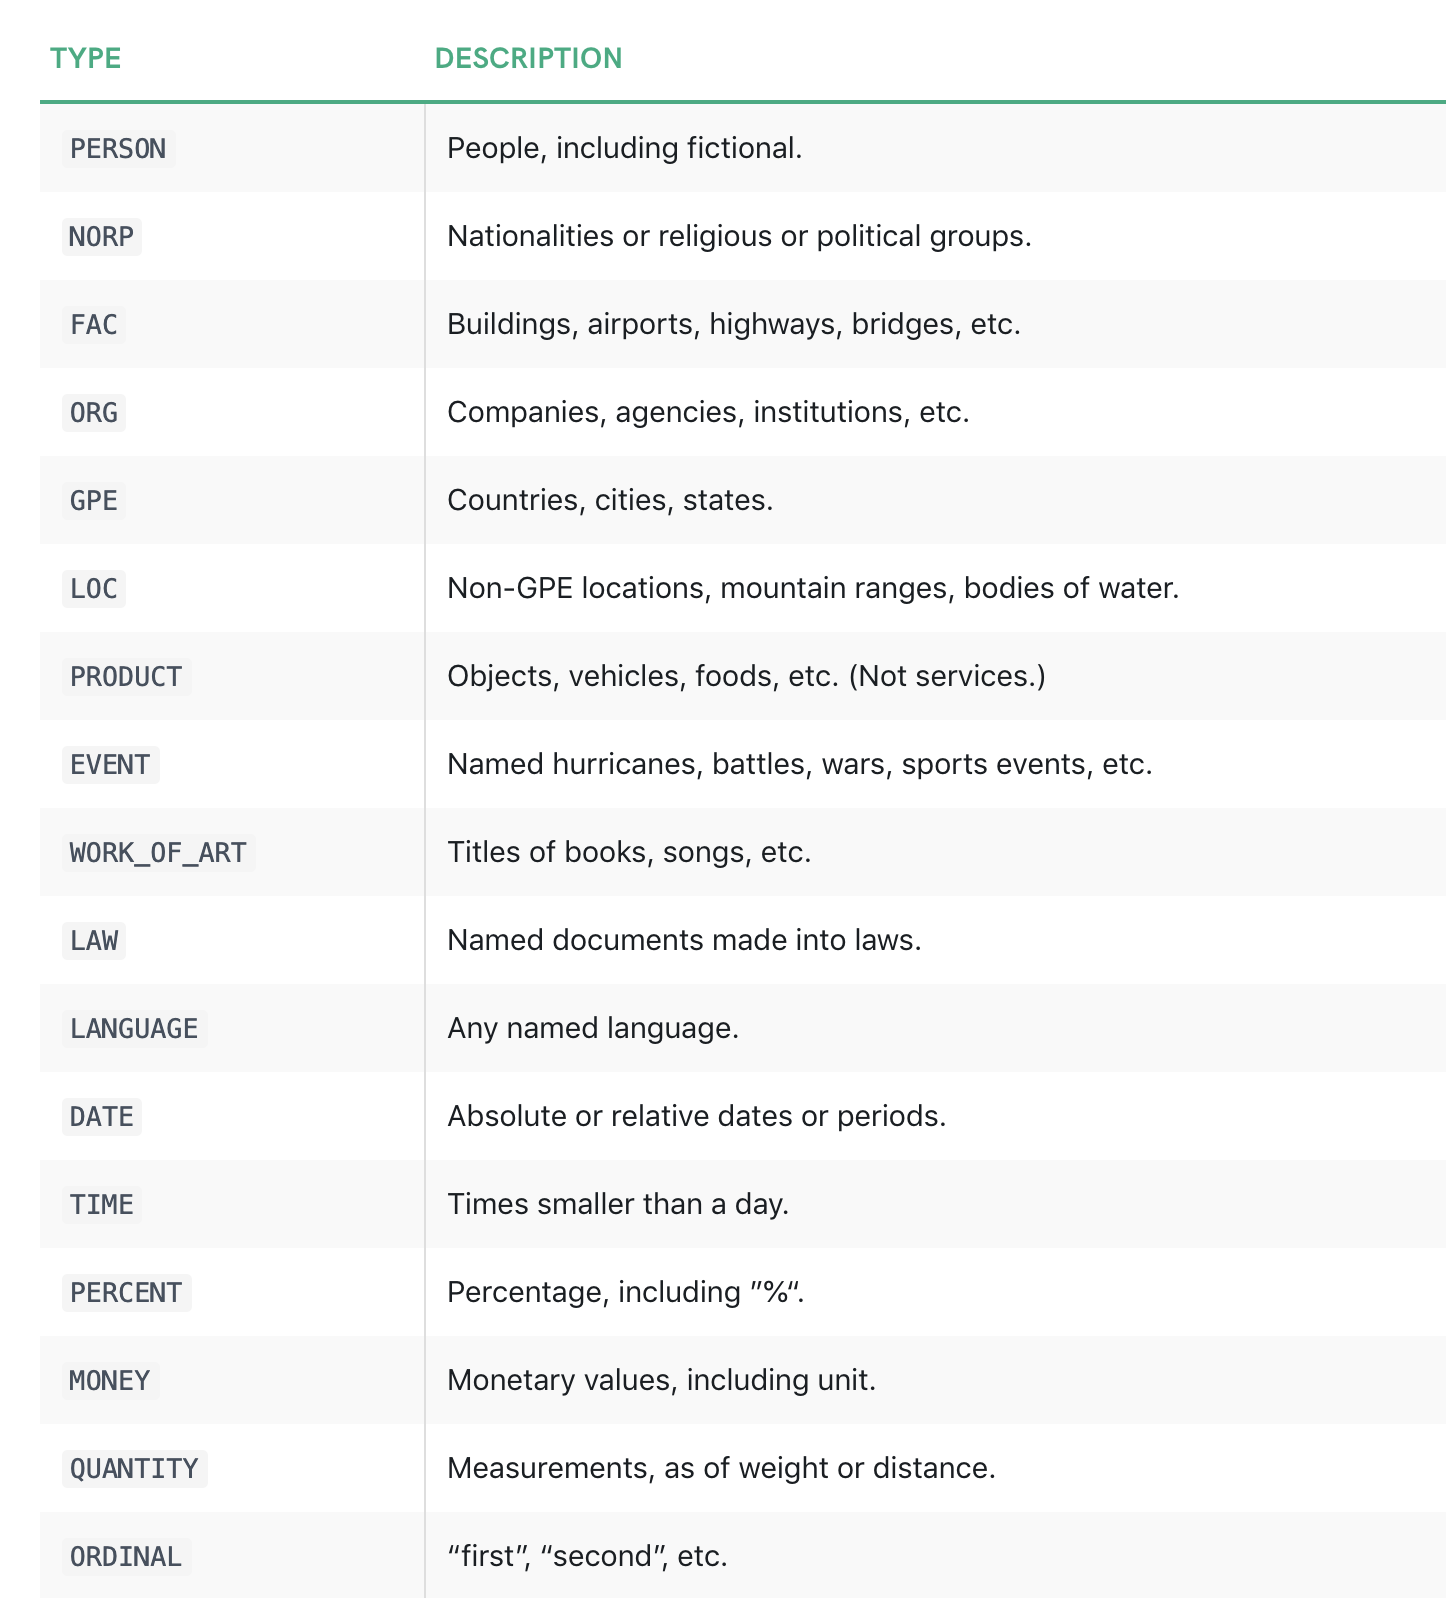 TYPE DESCRIPTION
PERSON People, including fictional.
NORP Nationalities or religious or political groups.
FAC Buildings, airports, highways, bridges, etc.
ORG Companies, agencies, institutions, etc.
GPE Countries, cities, states.
LOC Non-GPE locations, mountain ranges, bodies of water.
PRODUCT Objects, vehicles, foods, etc. (Not services.)
EVENT Named hurricanes, battles, wars, sports events, etc.
WORK_OF_ART Titles of books, songs, etc.
LAW Named documents made into laws.
LANGUAGE Any named language.
DATE Absolute or relative dates or periods.
TIME Times smaller than a day.
PERCENT Percentage, including ”%“.
MONEY Monetary values, including unit.
QUANTITY Measurements, as of weight or distance.
ORDINAL “first”, “second”, etc.